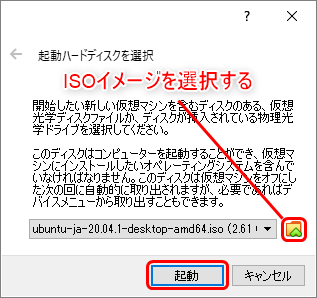 起動ハードディスクを選択
ISOイメージを選択する
開始したい新しい仮想マシンを含むディスクのある、仮想
光学ディスクファイルか、ディスクが挿入されている物理光
学ドライブを選択してください。
このディスクはコンピューターを起動することができ、仮想マ
シンにインストールしたいオペレーティングシステムを含んで
いなければなりません。このディスクは仮想マシンをオフにし
た次の回に自動的に取り出されますが、必要であればデ
バイスメニューから取り出すこともできます。
ubuntu-ja-20.04.1-desktop-amd64.iso (2.61
起動
キャンセル